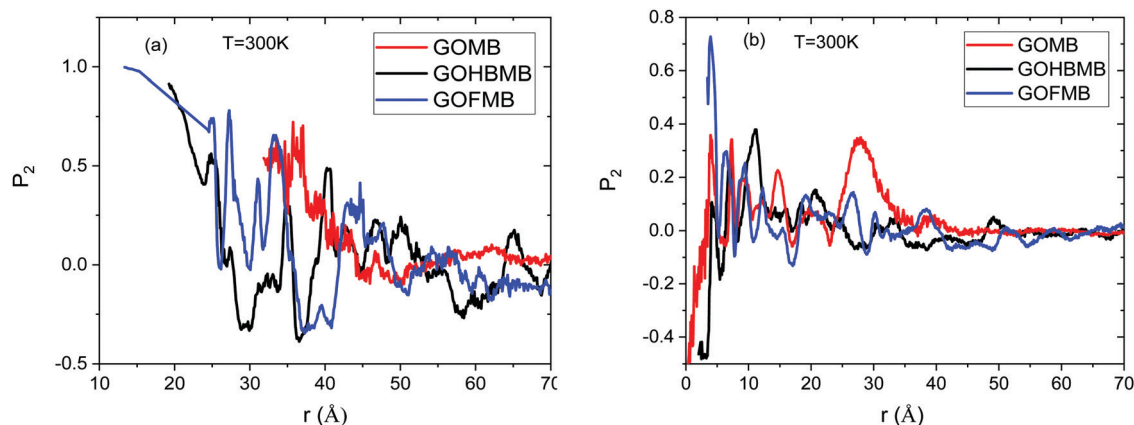 (a)
T=300K
GOMB
GOHBMB
GOFMB
1.0
0.5
0.0
-0.5
P₂
10 20 30 40 50 60 70
r (Å)
(b)
T=300K
GOMB
GOHBMB
GOFMB
0.8
0.6
0.4
0.2
0.0
-0.2
-0.4
P₂
0 10 20 30 40 50 60 70
r (Å)